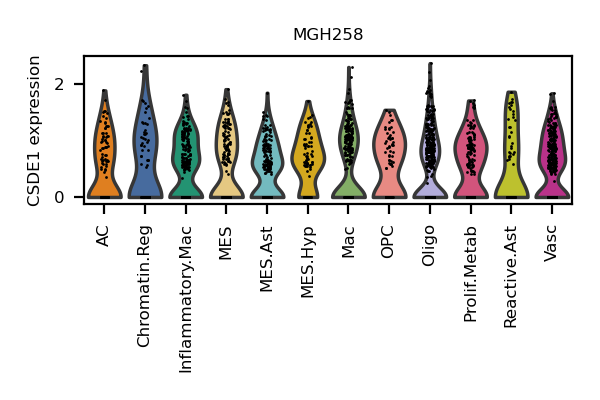 MGH258
CSDE1 expression
2
0
AC
Chromatin.Reg
Inflammatory.Mac
MES
MES.Ast
MES.Hyp
Mac
OPC
Oligo
Prolif.Metab
Reactive.Ast
Vasc